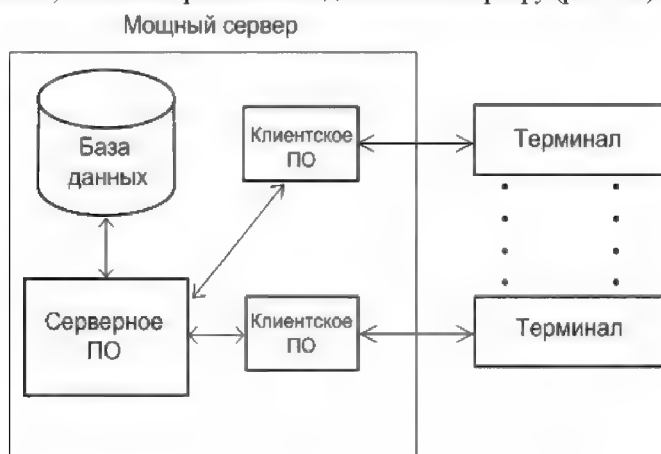 Мощный сервер
База
данных
Клиентское
ПО
Терминал
Серверное
ПО
Клиентское
ПО
Терминал